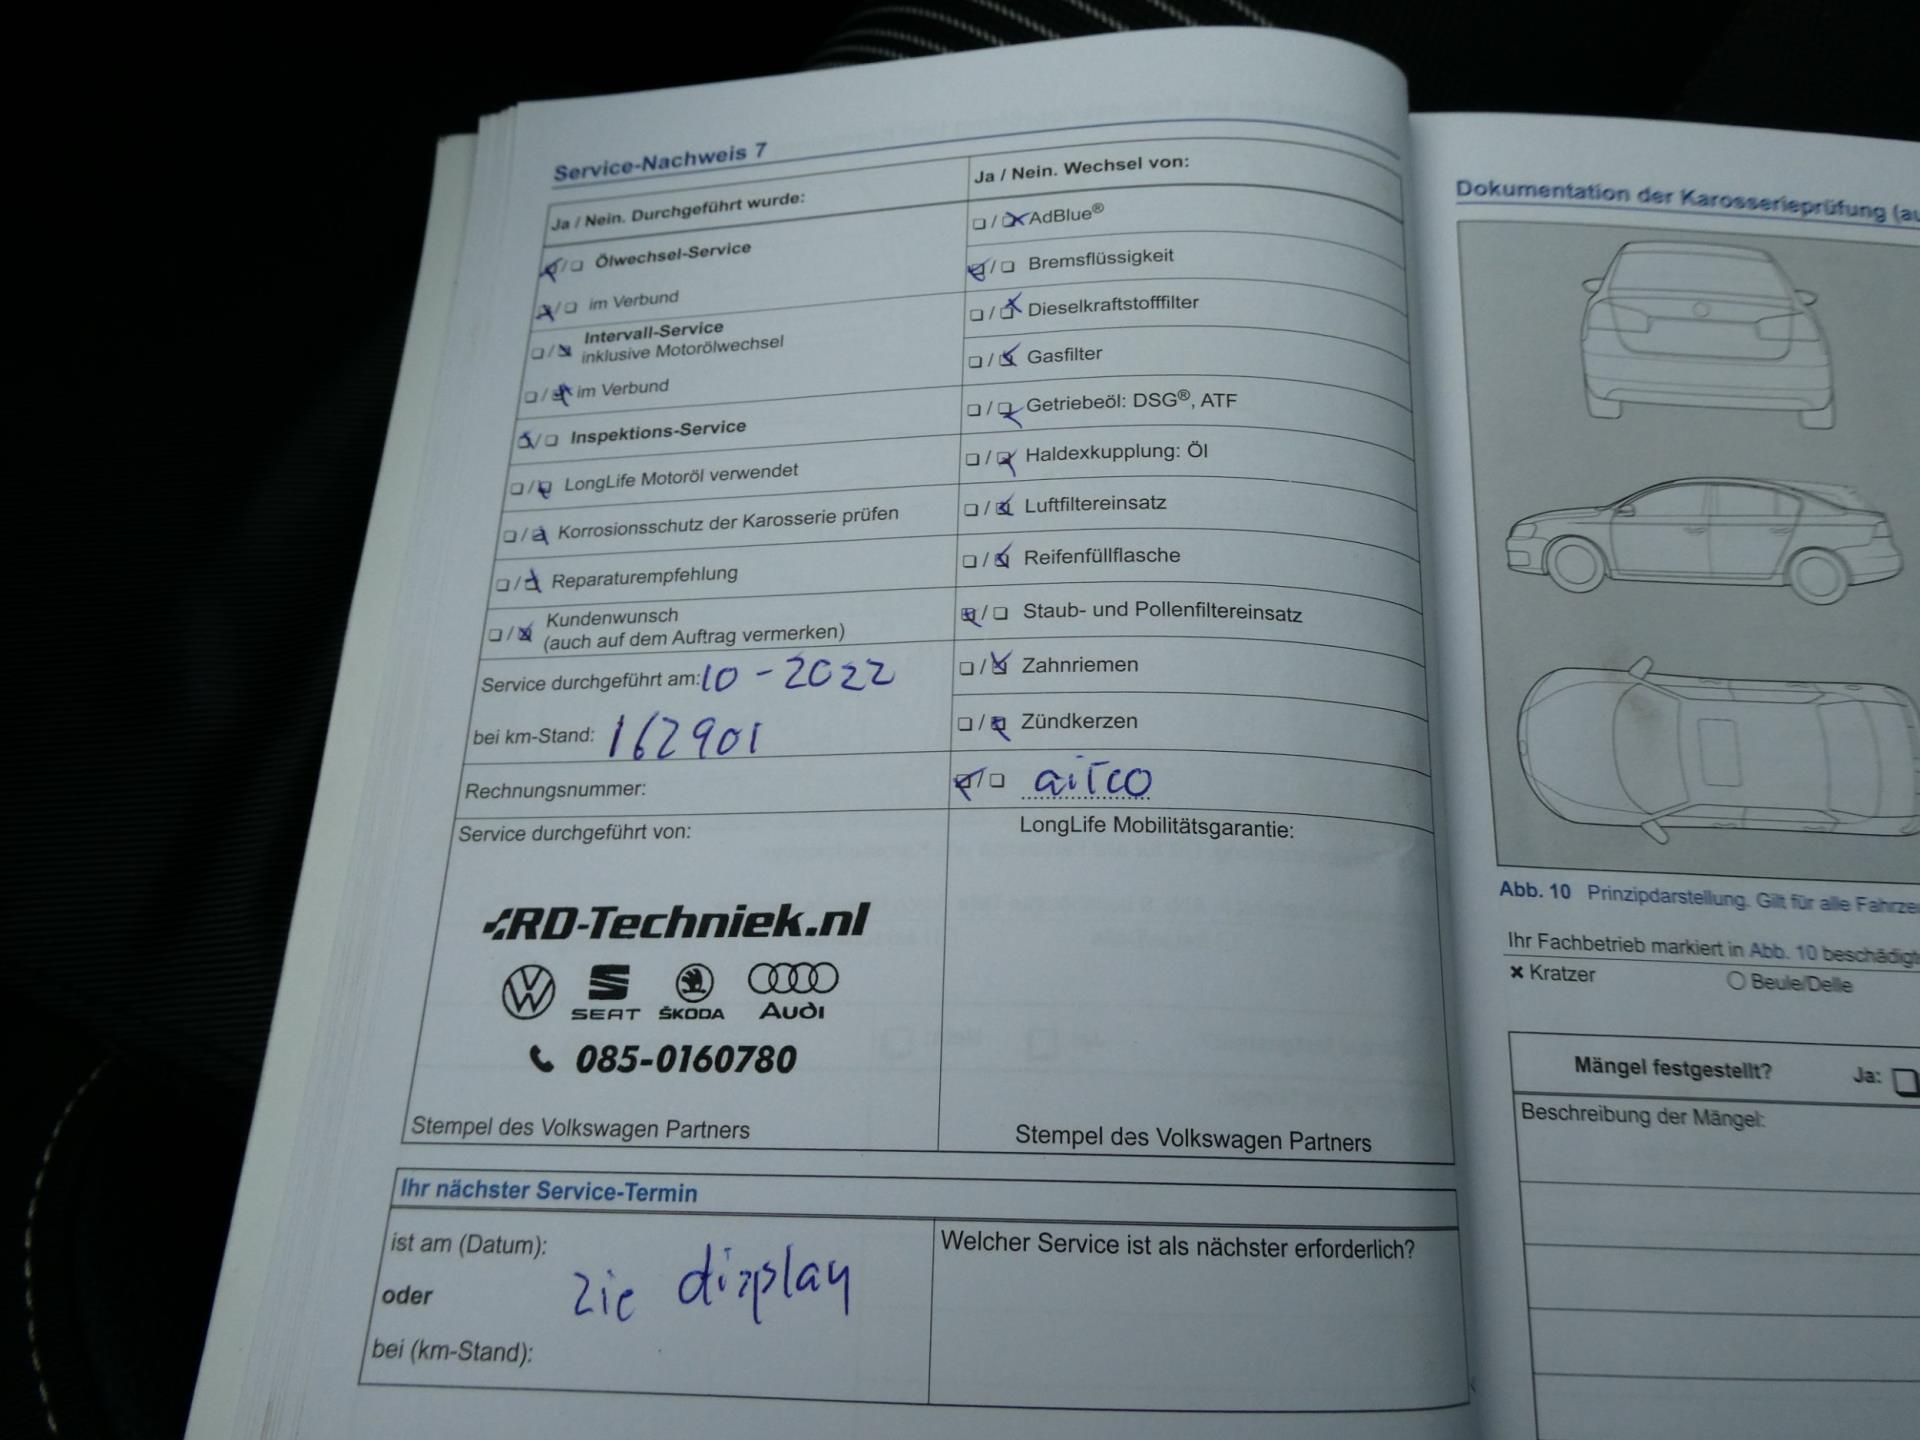 Service-Nachweis 7
Ja / Nein. Durchgeführt wurde:
Ölwechsel-Service
im Verbund
Intervall-Service
inklusive Motorölwechsel
im Verbund
Inspektions-Service
LongLife Motoröl verwendet
Korrosionsschutz der Karosserie prüfen
Reparaturempfehlung
Kundenwunsch
(auch auf dem Auftrag vermerken)
Service durchgeführt am: 10 - 2022
bei km-Stand: 162901
Rechnungsnummer:
Service durchgeführt von:
RD-Techniek.nl
SEAT ŠKODA Audi
085-0160780
Stempel des Volkswagen Partners
Ja / Nein. Wechsel von:
AdBlue®
Bremsflüssigkeit
Dieselkraftstofffilter
Gasfilter
Getriebeöl: DSG®, ATF
Haldexkupplung: Öl
Luftfiltereinsatz
Reifenfüllflasche
Staub- und Pollenfiltereinsatz
Zahnriemen
Zündkerzen
airco
LongLife Mobilitätsgarantie:
Stempel des Volkswagen Partners
Ihr nächster Service-Termin
ist am (Datum):
oder
zie display
bei (km-Stand):
Welcher Service ist als nächster erforderlich?
Dokumentation der Karosserieprüfung (au
Abb. 10 Prinzipdarstellung. Gilt für alle Fahrze
Ihr Fachbetrieb markiert in Abb. 10 beschädigte
Kratzer
Beule/Delle
Mängel festgestellt? Ja:
Beschreibung der Mängel: